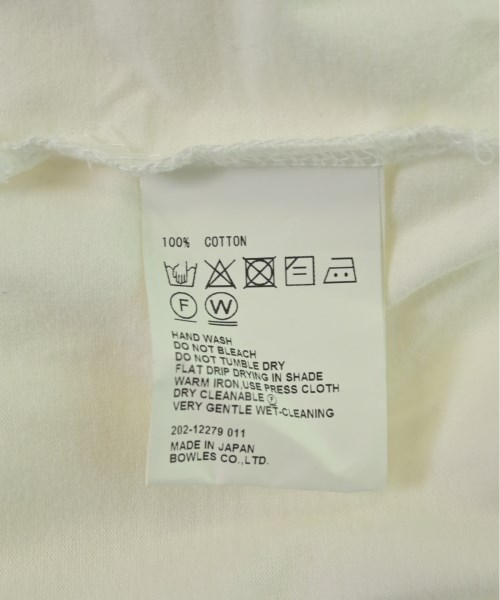 100% COTTON
F W
HAND WASH
DO NOT BLEACH
DO NOT TUMBLE DRY
FLAT DRIP DRYING IN SHADE
WARM IRON,USE PRESS CLOTH
DRY CLEANABLE Ⓕ
VERY GENTLE WET-CLEANING
202-12279 011
MADE IN JAPAN
BOWLES CO.,LTD.